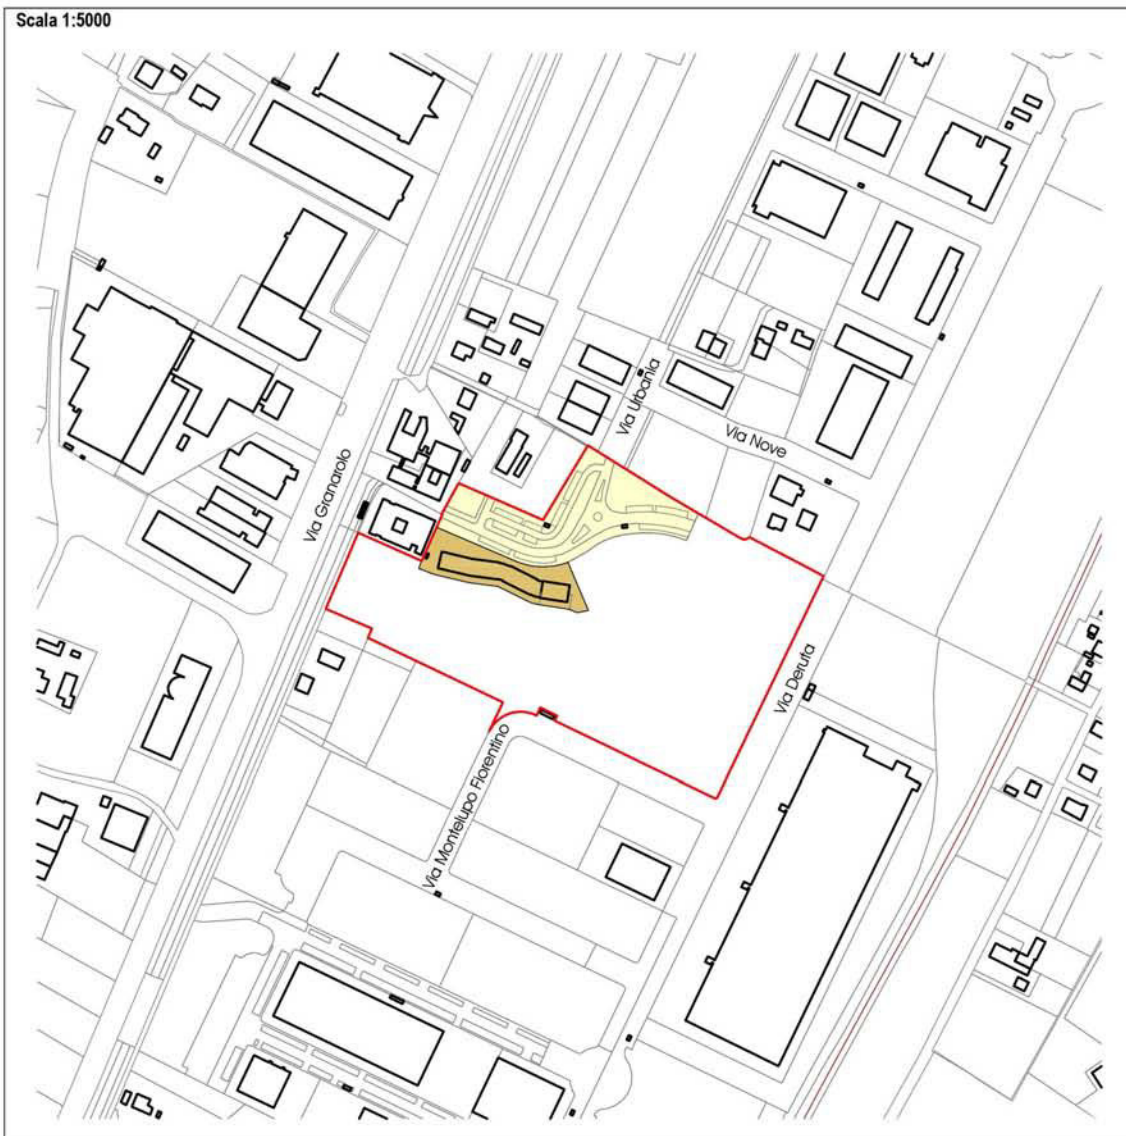 Scala 1:5000
Via Urbania
Via Nove
Via Granarolo
Via Deruta
Via Montelupo Fiorentino